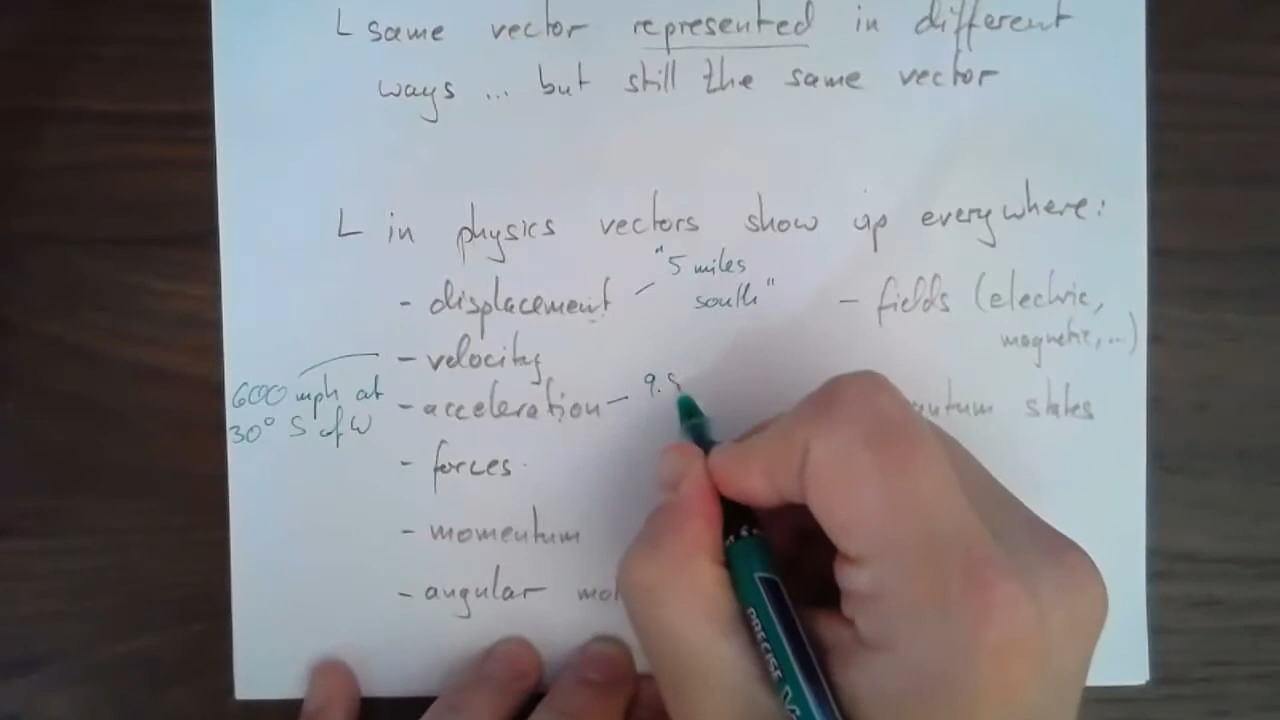 L same vector represented in different
ways ... but still the same vector
L in physics vectors show up everywhere:
- displacement - "5 miles
south"
- velocity
600 mph at
30° S of W
- acceleration - 9.
- forces
- momentum
- angular
- fields (electric,
magnetic, ...)
states
PRECISE V